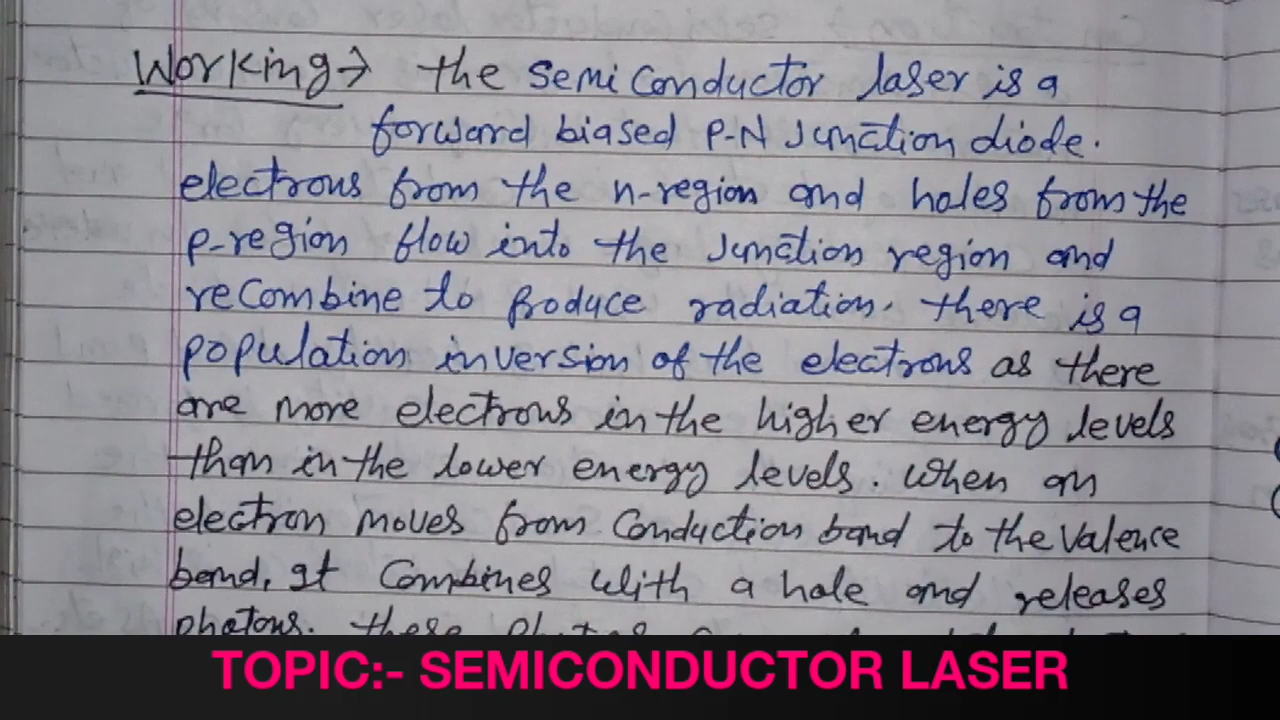 Working → the semiconductor laser is a
forward biased P-N Junction diode.
electrons from the n-region and holes from the
p-region flow into the Junction region and
recombine to produce radiation. there is a
population inversion of the electrons as there
are more electrons in the higher energy levels
than in the lower energy levels. when an
electron moves from Conduction band to the valence
band, It Combines with a hole and releases
photons. these
TOPIC:- SEMICONDUCTOR LASER